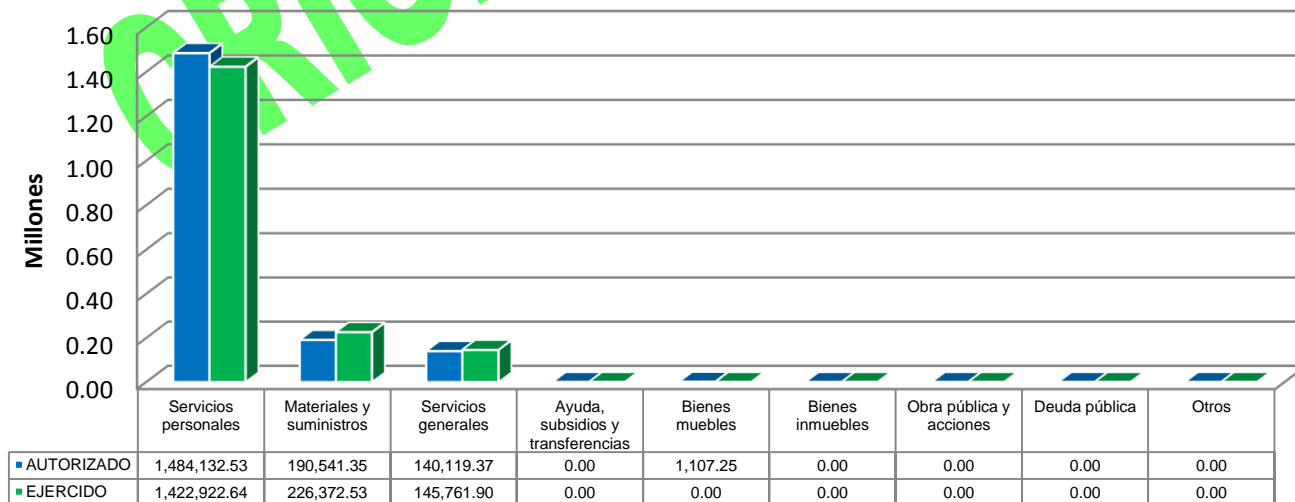 1.60
1.40
1.20
1.00
0.80
0.60
0.40
0.20
0.00
Millones
Servicios personales Materiales y suministros Servicios generales Ayuda, subsidios y transferencias Bienes muebles Bienes inmuebles Obra pública y acciones Deuda pública Otros
AUTORIZADO 1,484,132.53 190,541.35 140,119.37 0.00 1,107.25 0.00 0.00 0.00 0.00
EJERCIDO 1,422,922.64 226,372.53 145,761.90 0.00 0.00 0.00 0.00 0.00 0.00